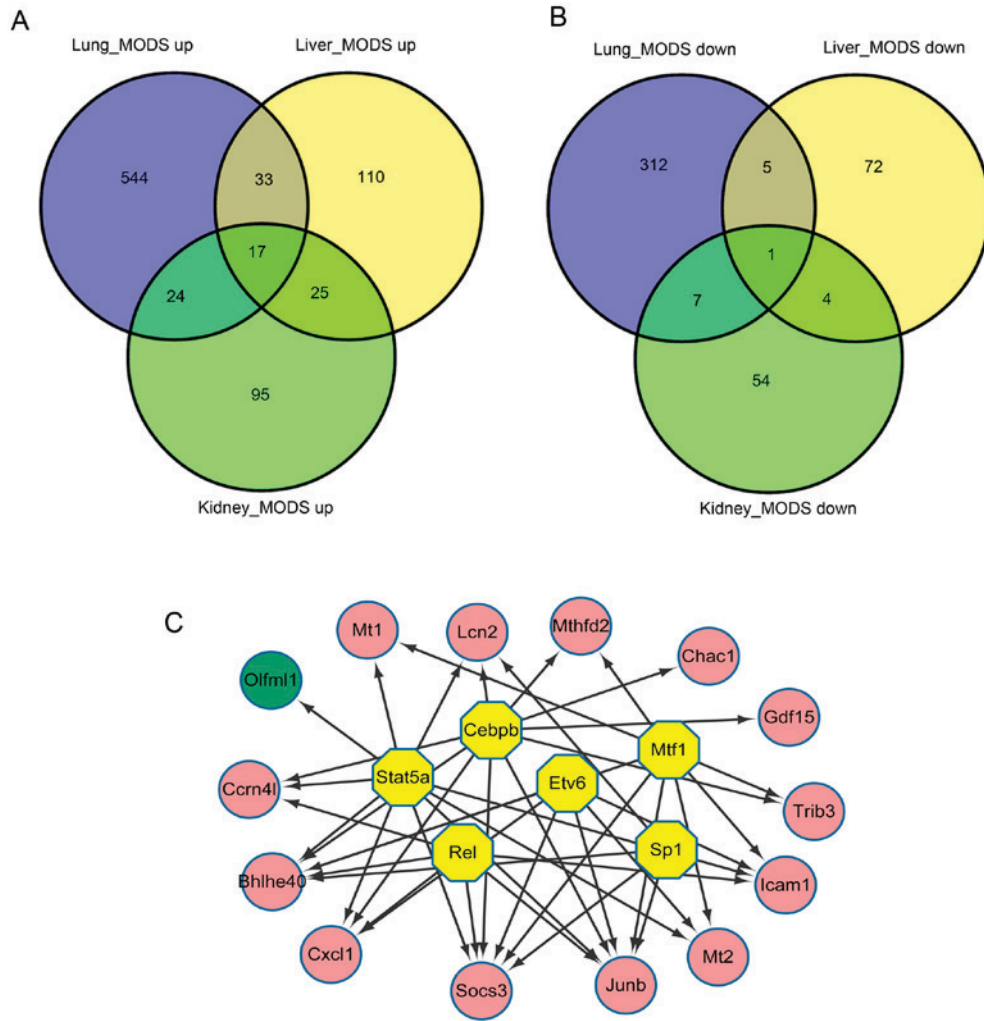 A
B
Lung_MODS up
Liver_MODS up
Lung_MODS down
Liver_MODS down
544
33
110
17
24
25
95
Kidney_MODS up
312
5
72
1
7
4
54
Kidney_MODS down
C
Mt1
Lcn2
Mthfd2
Chac1
Olfml1
Gdf15
Cebpb
Mtf1
Stat5a
Etv6
Ccrn4l
Trib3
Rel
Sp1
Bhlhe40
Icam1
Cxcl1
Mt2
Socs3
Junb